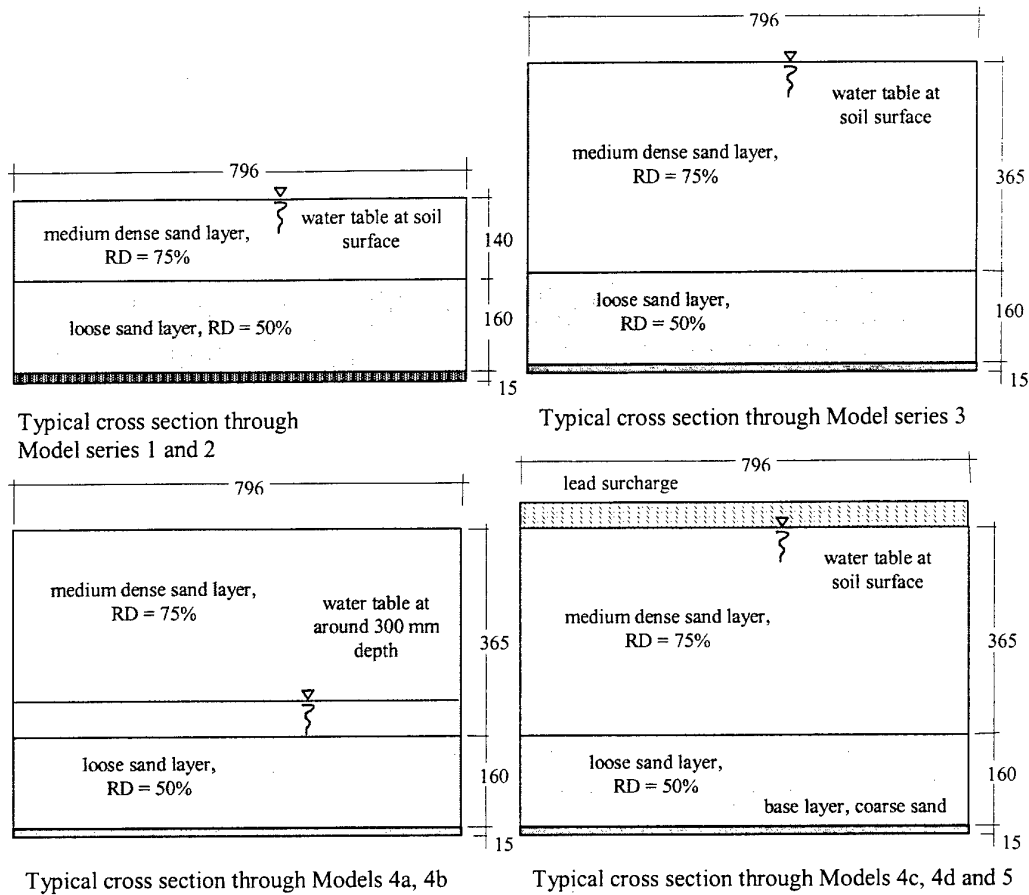 796
water table at soil
surface
medium dense sand layer,
RD = 75%
140
loose sand layer, RD = 50%
160
15
Typical cross section through
Model series 1 and 2
796
water table at
soil surface
medium dense sand layer,
RD = 75%
365
loose sand layer,
RD = 50%
160
15
Typical cross section through Model series 3
796
medium dense sand layer,
RD = 75%
water table at
around 300 mm
depth
365
loose sand layer,
RD = 50%
160
15
Typical cross section through Models 4a, 4b
796
lead surcharge
water table at
soil surface
medium dense sand layer,
RD = 75%
365
loose sand layer,
RD = 50%
160
base layer, coarse sand
15
Typical cross section through Models 4c, 4d and 5